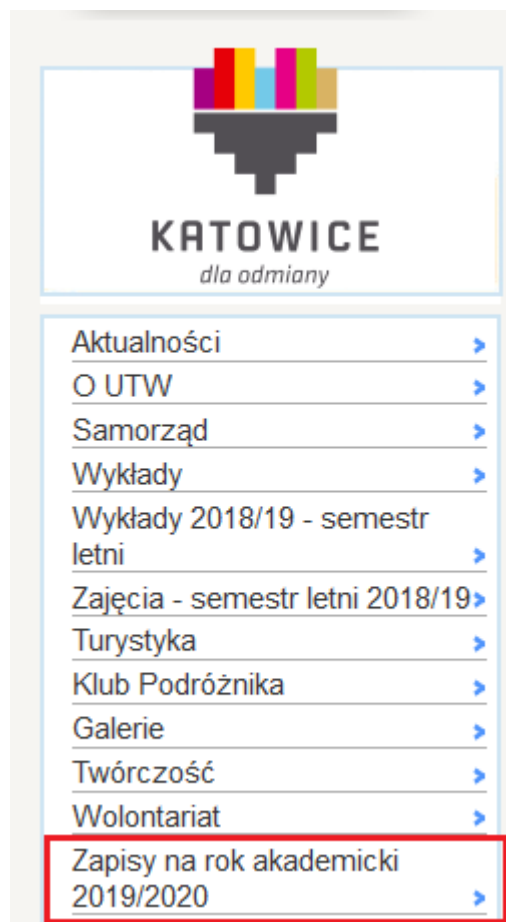 KATOWICE
dla odmiany
Aktualności
O UTW
Samorząd
Wykłady
Wykłady 2018/19 - semestr
letni
Zajęcia - semestr letni 2018/19
Turystyka
Klub Podróżnika
Galerie
Twórczość
Wolontariat
Zapisy na rok akademicki
2019/2020